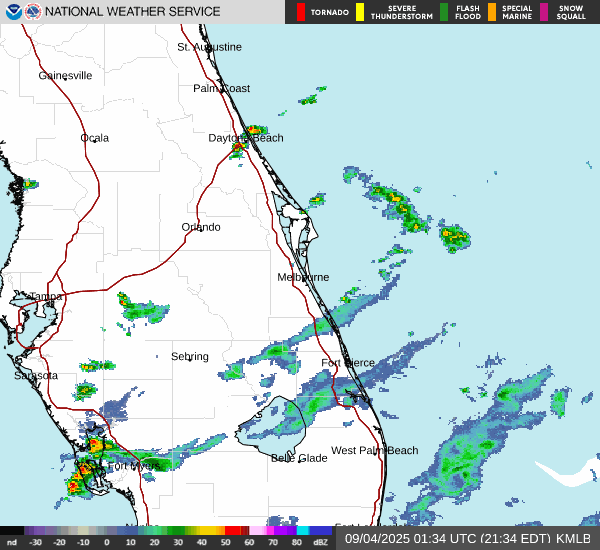 NATIONAL WEATHER SERVICE
TORNADO
SEVERE THUNDERSTORM
FLASH FLOOD
SPECIAL MARINE
SNOW SQUALL
St. Augustine
Gainesville
Palm Coast
Ocala
Daytona Beach
Orlando
Melbourne
Tampa
Sebring
Fort Pierce
Sarasota
West Palm Beach
Belle Glade
Fort Myers
nd -30 -20 -10 0 10 20 30 40 50 60 70 80 dBZ
09/04/2025 01:34 UTC (21:34 EDT) KMLB